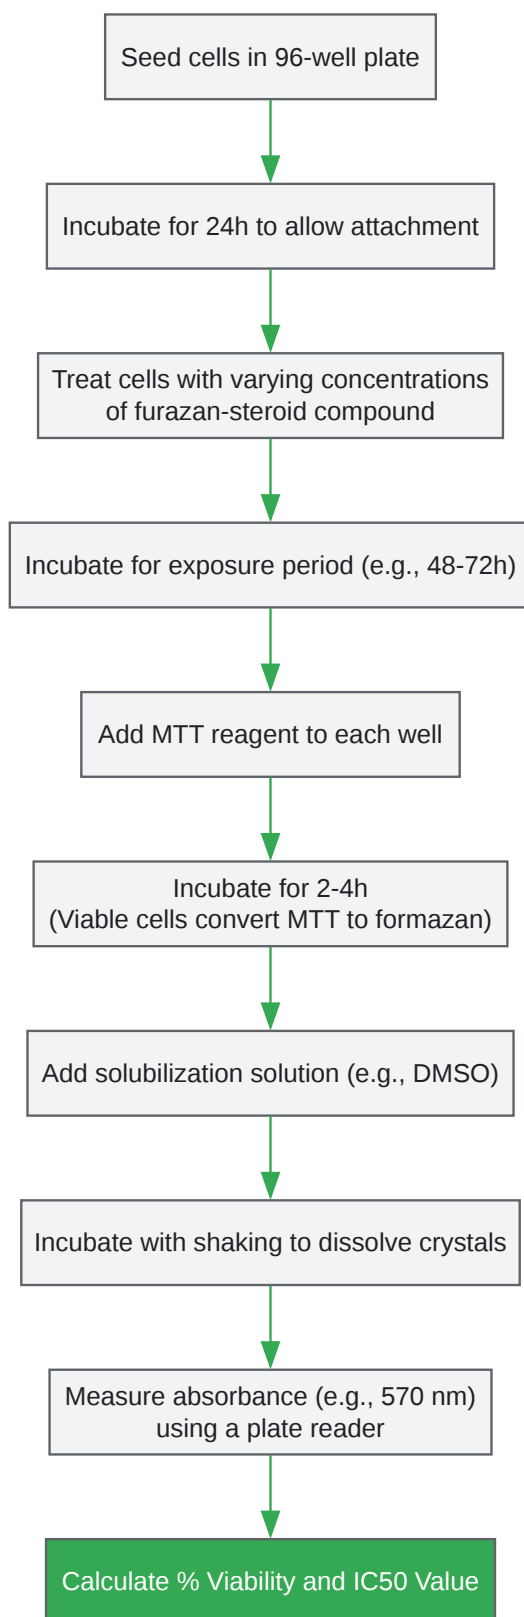 Seed cells in 96-well plate
Incubate for 24h to allow attachment
Treat cells with varying concentrations
of furazan-steroid compound
Incubate for exposure period (e.g., 48-72h)
Add MTT reagent to each well
Incubate for 2-4h
(Viable cells convert MTT to formazan)
Add solubilization solution (e.g., DMSO)
Incubate with shaking to dissolve crystals
Measure absorbance (e.g., 570 nm)
using a plate reader
Calculate % Viability and IC50 Value